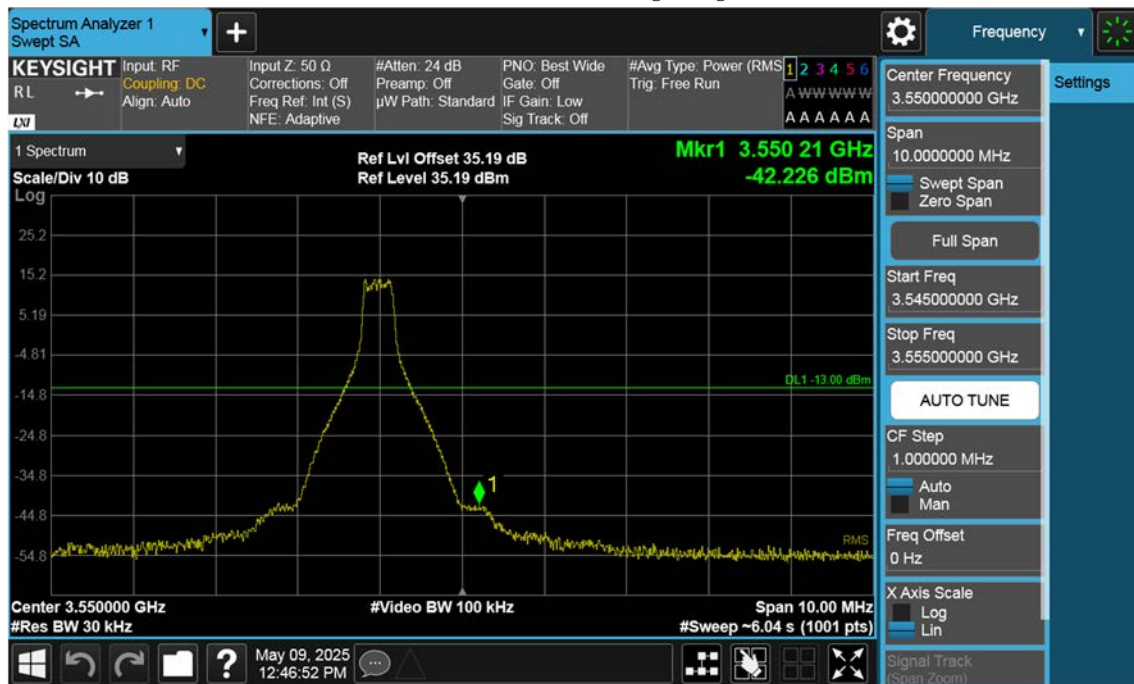 Spectrum Analyzer 1
Swept SA
+
Frequency
KEYSIGHT
RL
LXI
Input: RF
Coupling: DC
Align: Auto
Input Z: 50 Ω
Corrections: Off
Freq Ref: Int (S)
NFE: Adaptive
#Atten: 24 dB
Preamp: Off
µW Path: Standard
PNO: Best Wide
Gate: Off
IF Gain: Low
Sig Track: Off
#Avg Type: Power (RMS
Trig: Free Run
1 2 3 4 5 6
A W W W W W
A A A A A A
1 Spectrum
Scale/Div 10 dB
Ref Lvl Offset 35.19 dB
Ref Level 35.19 dBm
Mkr1 3.550 21 GHz
-42.226 dBm
Log
25.2
15.2
5.19
-4.81
-14.8
-24.8
-34.8
-44.8
-54.8
DL1 -13.00 dBm
1
RMS
Center 3.550000 GHz
#Video BW 100 kHz
Span 10.00 MHz
#Res BW 30 kHz
#Sweep ~6.04 s (1001 pts)
Center Frequency
3.550000000 GHz
Settings
Span
10.0000000 MHz
Swept Span
Zero Span
Full Span
Start Freq
3.545000000 GHz
Stop Freq
3.555000000 GHz
AUTO TUNE
CF Step
1.000000 MHz
Auto
Man
Freq Offset
0 Hz
X Axis Scale
Log
Lin
Signal Track
(Span Zoom)
?
May 09, 2025
12:46:52 PM